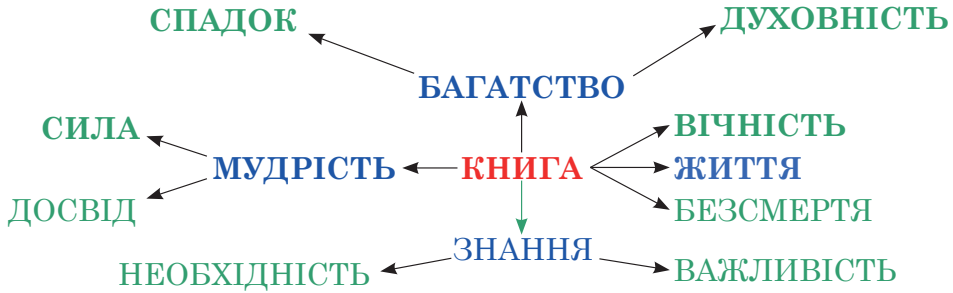 СПАДОК
ДУХОВНІСТЬ
БАГАТСТВО
СИЛА
ВІЧНІСТЬ
МУДРІСТЬ
КНИГА
ЖИТТЯ
ДОСВІД
БЕЗСМЕРТЯ
ЗНАННЯ
НЕОБХІДНІСТЬ
ВАЖЛИВІСТЬ